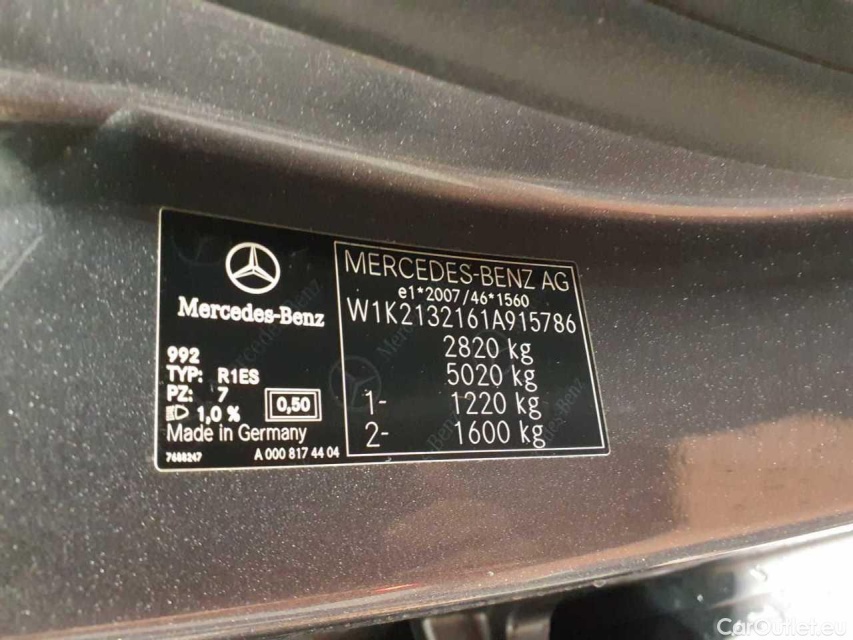 Mercedes-Benz
992
TYP: R1ES
PZ: 7
1,0 %
0,50
Made in Germany
7688247
A 000 817 44 04
MERCEDES-BENZ AG
e1*2007/46*1560
W1K2132161A915786
2820 kg
5020 kg
1- 1220 kg
2- 1600 kg
CarOutlet.eu